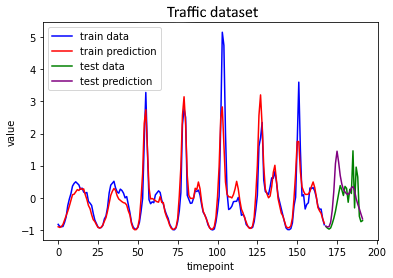 Traffic dataset
train data
train prediction
test data
test prediction
value
5
4
3
2
1
0
−1
0 25 50 75 100 125 150 175 200
timepoint